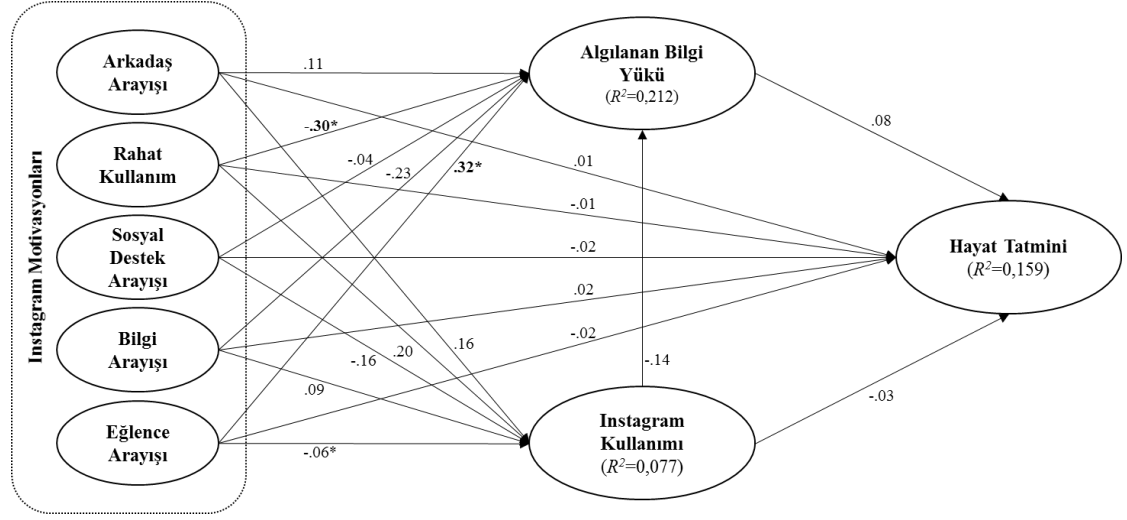 Instagram Motivasyonları
Arkadaş
Arayışı
Rahat
Kullanım
Sosyal
Destek
Arayışı
Bilgi
Arayışı
Eğlence
Arayışı
.11
-.30*
-.04
-.23
.32*
.01
-.01
-.02
.02
-.02
-.16
.20
.16
.09
-.06*
Algılanan Bilgi
Yükü
(R²=0,212)
-.14
Instagram
Kullanımı
(R²=0,077)
.08
-.03
Hayat Tatmini
(R²=0,159)